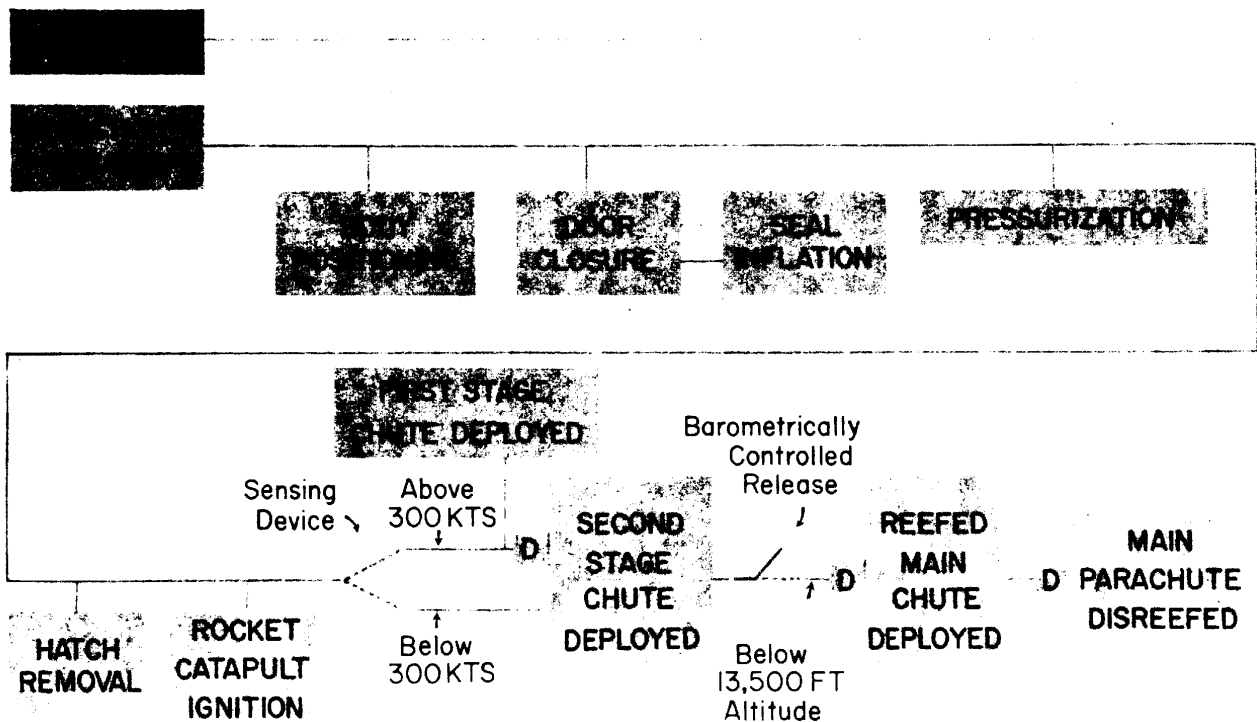 BODY
POSITIONING
DOOR
CLOSURE
SEAL
INFLATION
PRESSURIZATION
FIRST STAGE
CHUTE DEPLOYED
Sensing
Device
Above
300 KTS
D
SECOND
STAGE
CHUTE
DEPLOYED
Barometrically
Controlled
Release
D
REEFED
MAIN
CHUTE
DEPLOYED
D
MAIN
PARACHUTE
DISREEFED
HATCH
REMOVAL
ROCKET
CATAPULT
IGNITION
Below
300 KTS
Below
13,500 FT
Altitude